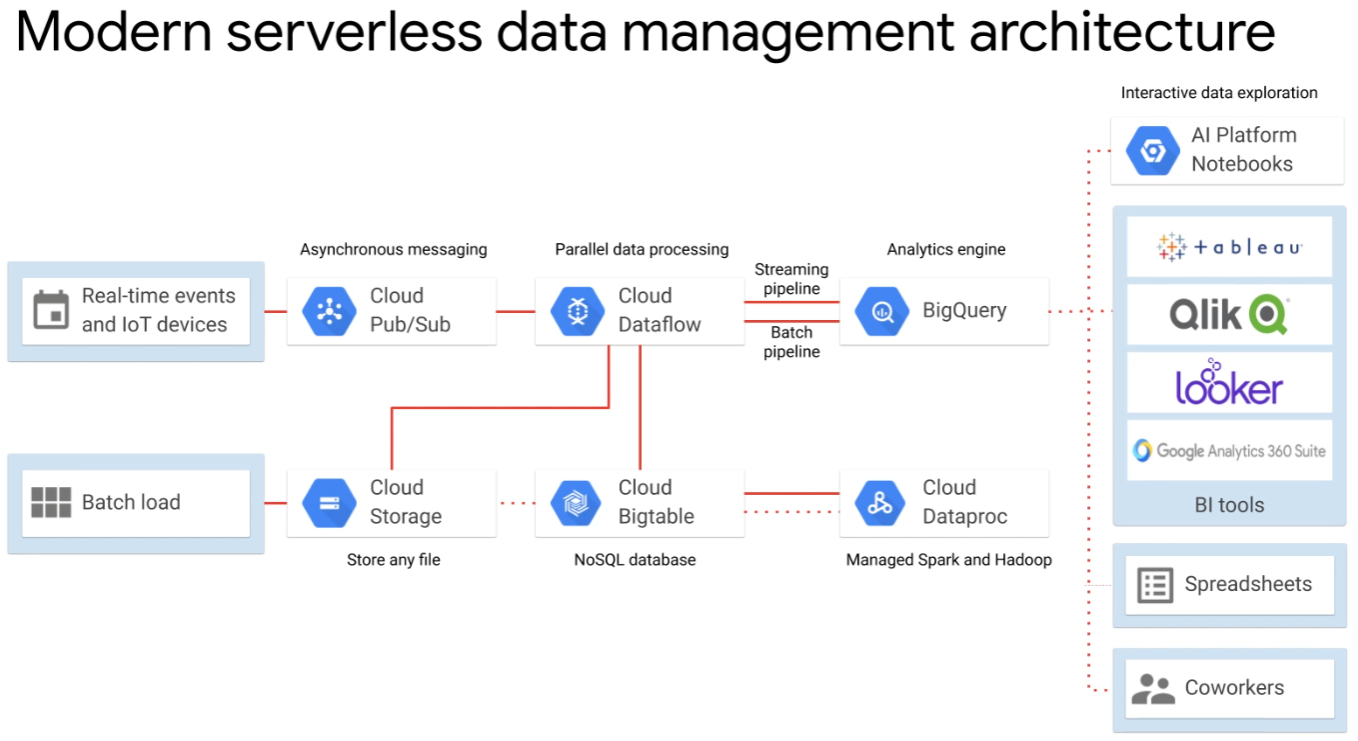 Modern serverless data management architecture
Interactive data exploration
AI Platform
Notebooks
Asynchronous messaging
Parallel data processing
Analytics engine
Real-time events
and IoT devices
Cloud
Pub/Sub
Cloud
Dataflow
Streaming
pipeline
Batch
pipeline
BigQuery
+ a b l e a u
Qlik
looker
Google Analytics 360 Suite
BI tools
Batch load
Cloud
Storage
Store any file
Cloud
Bigtable
NoSQL database
Cloud
Dataproc
Managed Spark and Hadoop
Spreadsheets
Coworkers